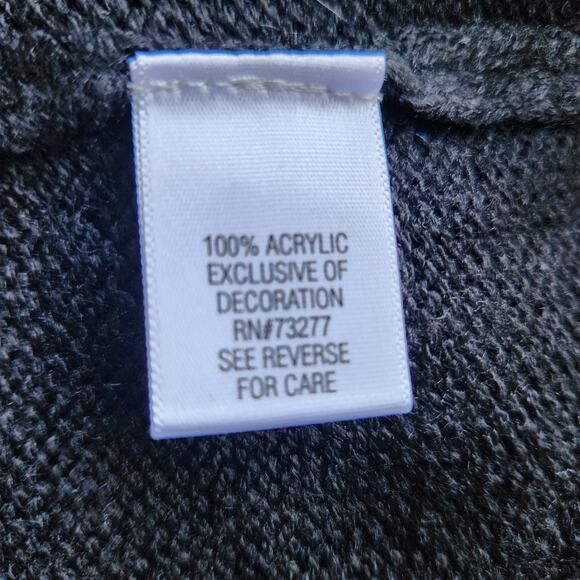 100% ACRYLIC
EXCLUSIVE OF
DECORATION
RN#73277
SEE REVERSE
FOR CARE